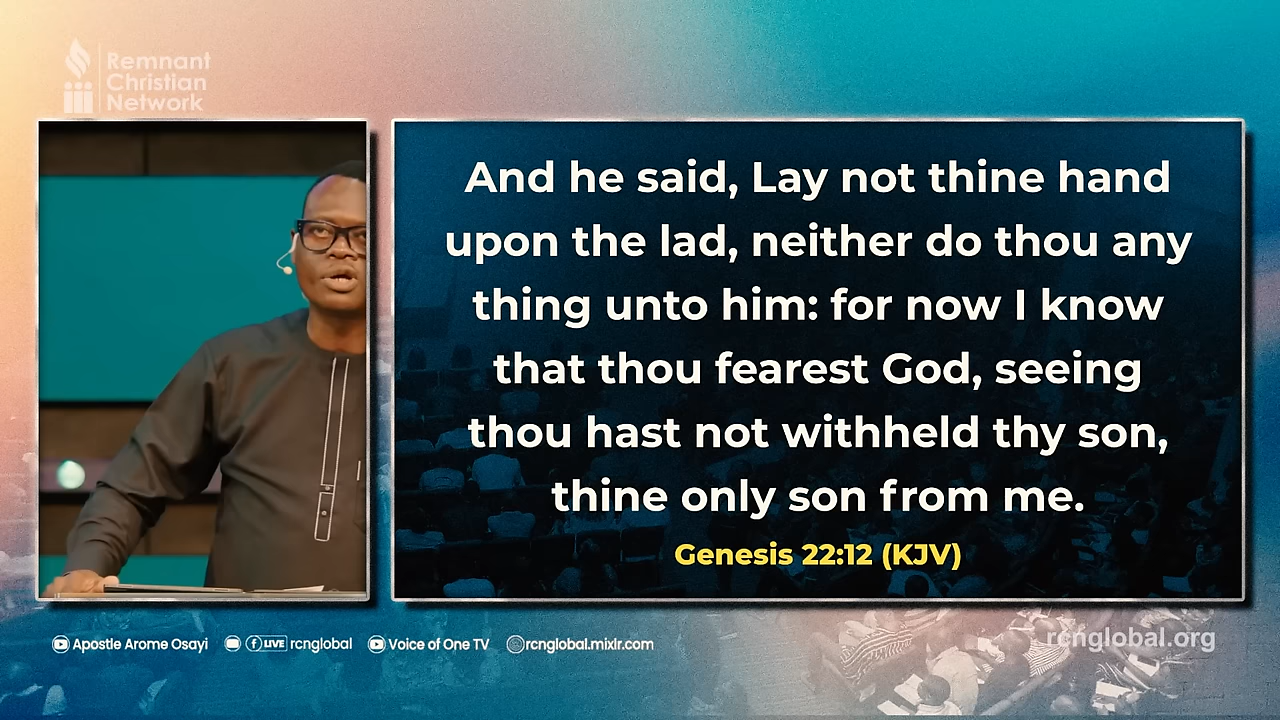 Remnant
Christian
Network
And he said, Lay not thine hand
upon the lad, neither do thou any
thing unto him: for now I know
that thou fearest God, seeing
thou hast not withheld thy son,
thine only son from me.
Genesis 22:12 (KJV)
Apostle Arome Osayi
LIVE rcnglobal
Voice of One TV
rcnglobal.mixlr.com
rcnglobal.org